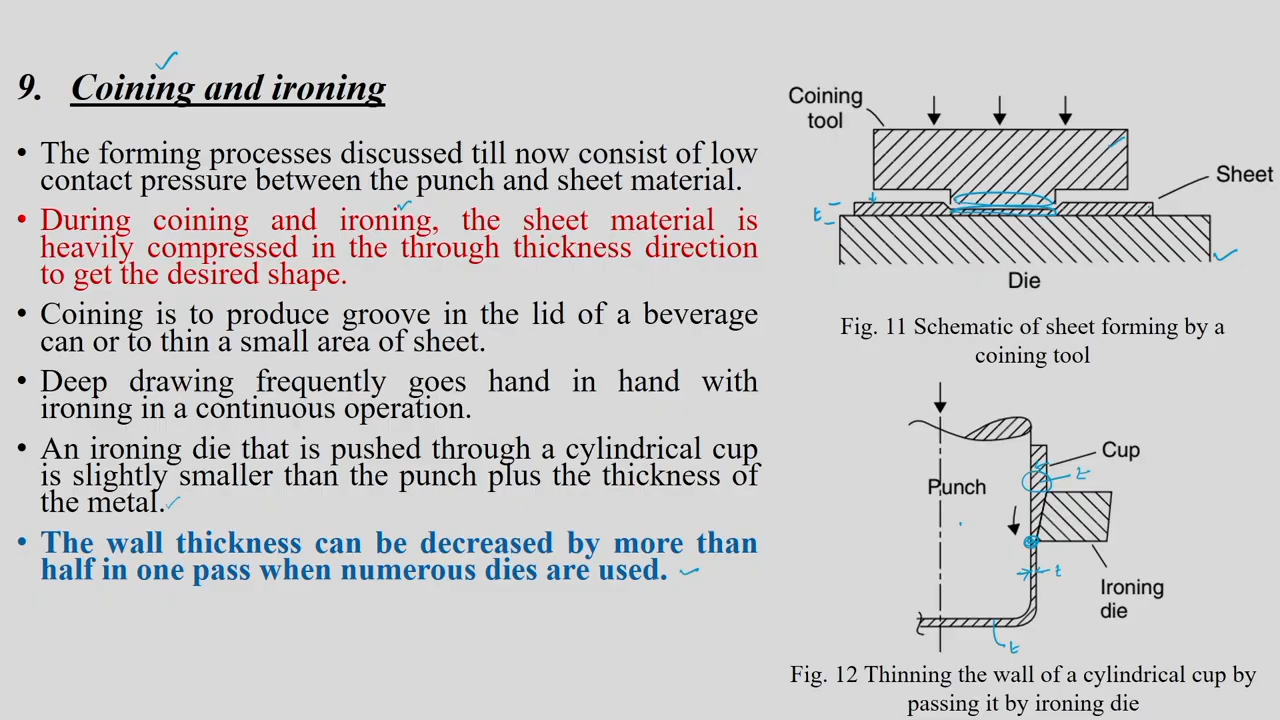 9. Coining and ironing
• The forming processes discussed till now consist of low
contact pressure between the punch and sheet material.
• During coining and ironing, the sheet material is
heavily compressed in the through thickness direction
to get the desired shape.
• Coining is to produce groove in the lid of a beverage
can or to thin a small area of sheet.
• Deep drawing frequently goes hand in hand with
ironing in a continuous operation.
• An ironing die that is pushed through a cylindrical cup
is slightly smaller than the punch plus the thickness of
the metal.
• The wall thickness can be decreased by more than
half in one pass when numerous dies are used.
Coining
tool
Sheet
t
Die
Fig. 11 Schematic of sheet forming by a
coining tool
Cup
Punch
t
Ironing
die
t
Fig. 12 Thinning the wall of a cylindrical cup by
passing it by ironing die